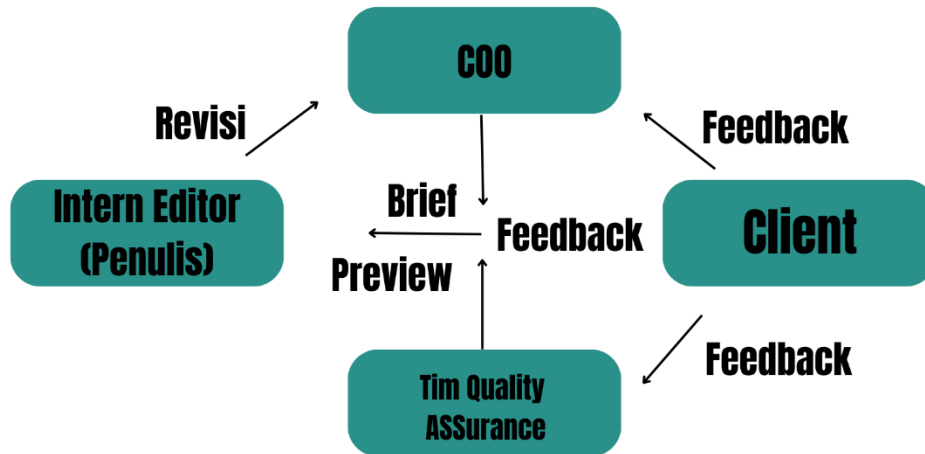 COO
Revisi
Feedback
Intern Editor
(Penulis)
Brief
Feedback
Client
Preview
Feedback
Tim Quality
ASSurance